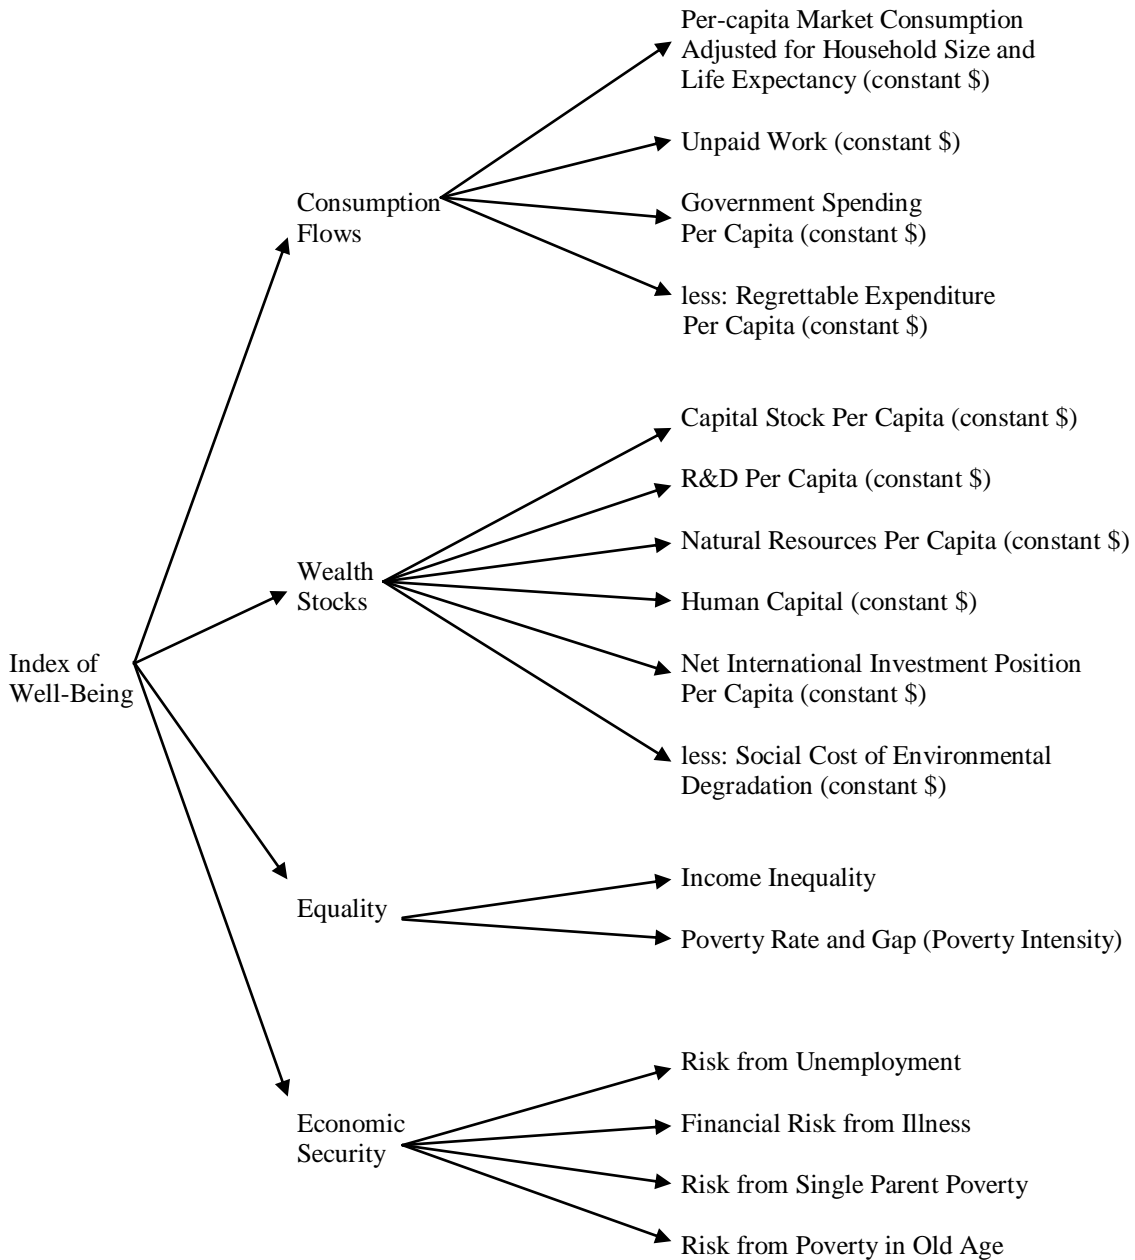 Per-capita Market Consumption
Adjusted for Household Size and
Life Expectancy (constant $)
Unpaid Work (constant $)
Consumption
Flows
Government Spending
Per Capita (constant $)
less: Regrettable Expenditure
Per Capita (constant $)
Capital Stock Per Capita (constant $)
R&D Per Capita (constant $)
Natural Resources Per Capita (constant $)
Wealth
Stocks
Human Capital (constant $)
Index of
Well-Being
Net International Investment Position
Per Capita (constant $)
less: Social Cost of Environmental
Degradation (constant $)
Income Inequality
Equality
Poverty Rate and Gap (Poverty Intensity)
Risk from Unemployment
Economic
Security
Financial Risk from Illness
Risk from Single Parent Poverty
Risk from Poverty in Old Age